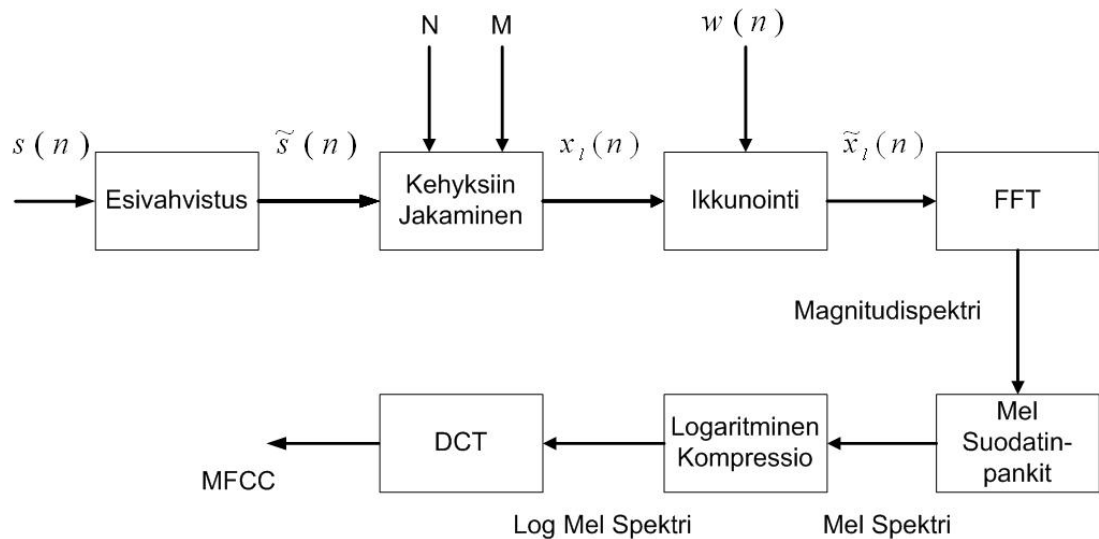 N M w(n)
s(n) s̃(n) x_l(n) x̃_l(n)
Esivahvistus
Kehyksiin
Jakaminen
Ikkunointi
FFT
Magnitudispektri
DCT
Logaritminen
Kompressio
Mel
Suodatin-
pankit
MFCC
Log Mel Spektri
Mel Spektri